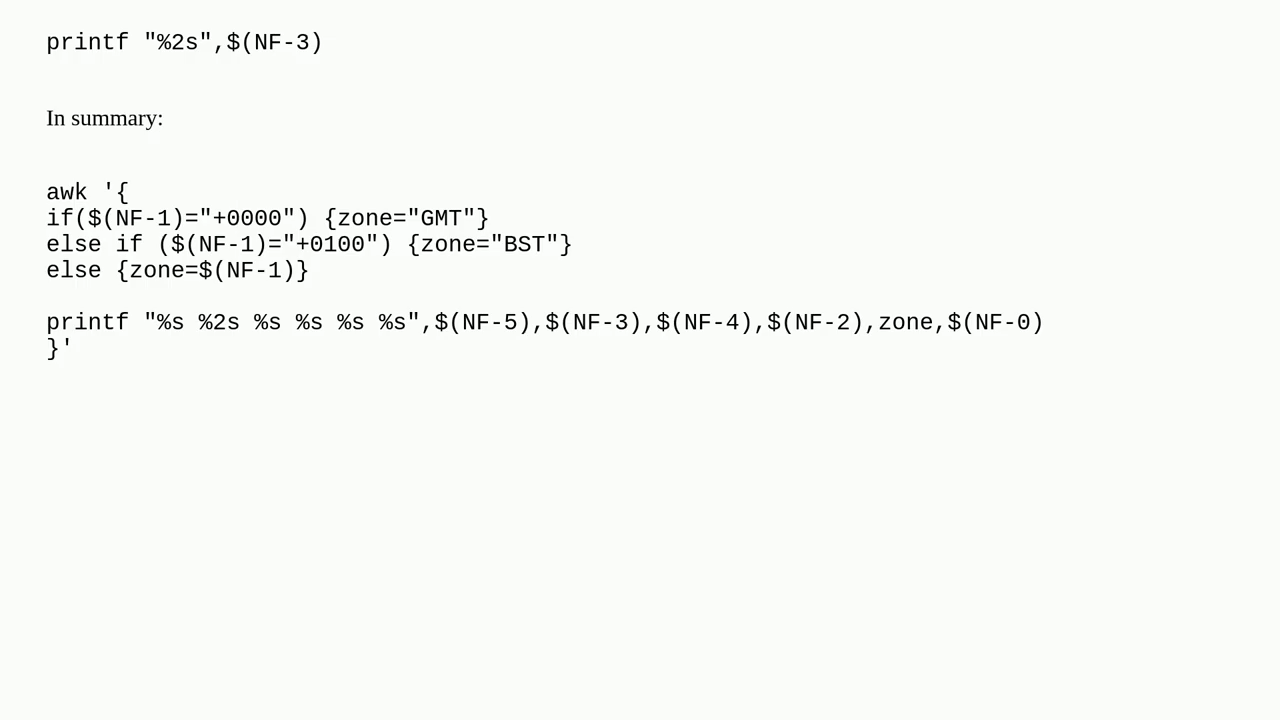 printf "%2s",$(NF-3)
In summary:
awk '{
if($(NF-1)="+0000") {zone="GMT"}
else if ($(NF-1)="+0100") {zone="BST"}
else {zone=$(NF-1)}
printf "%s %2s %s %s %s %s",$(NF-5),$(NF-3),$(NF-4),$(NF-2),zone,$(NF-0)
}'